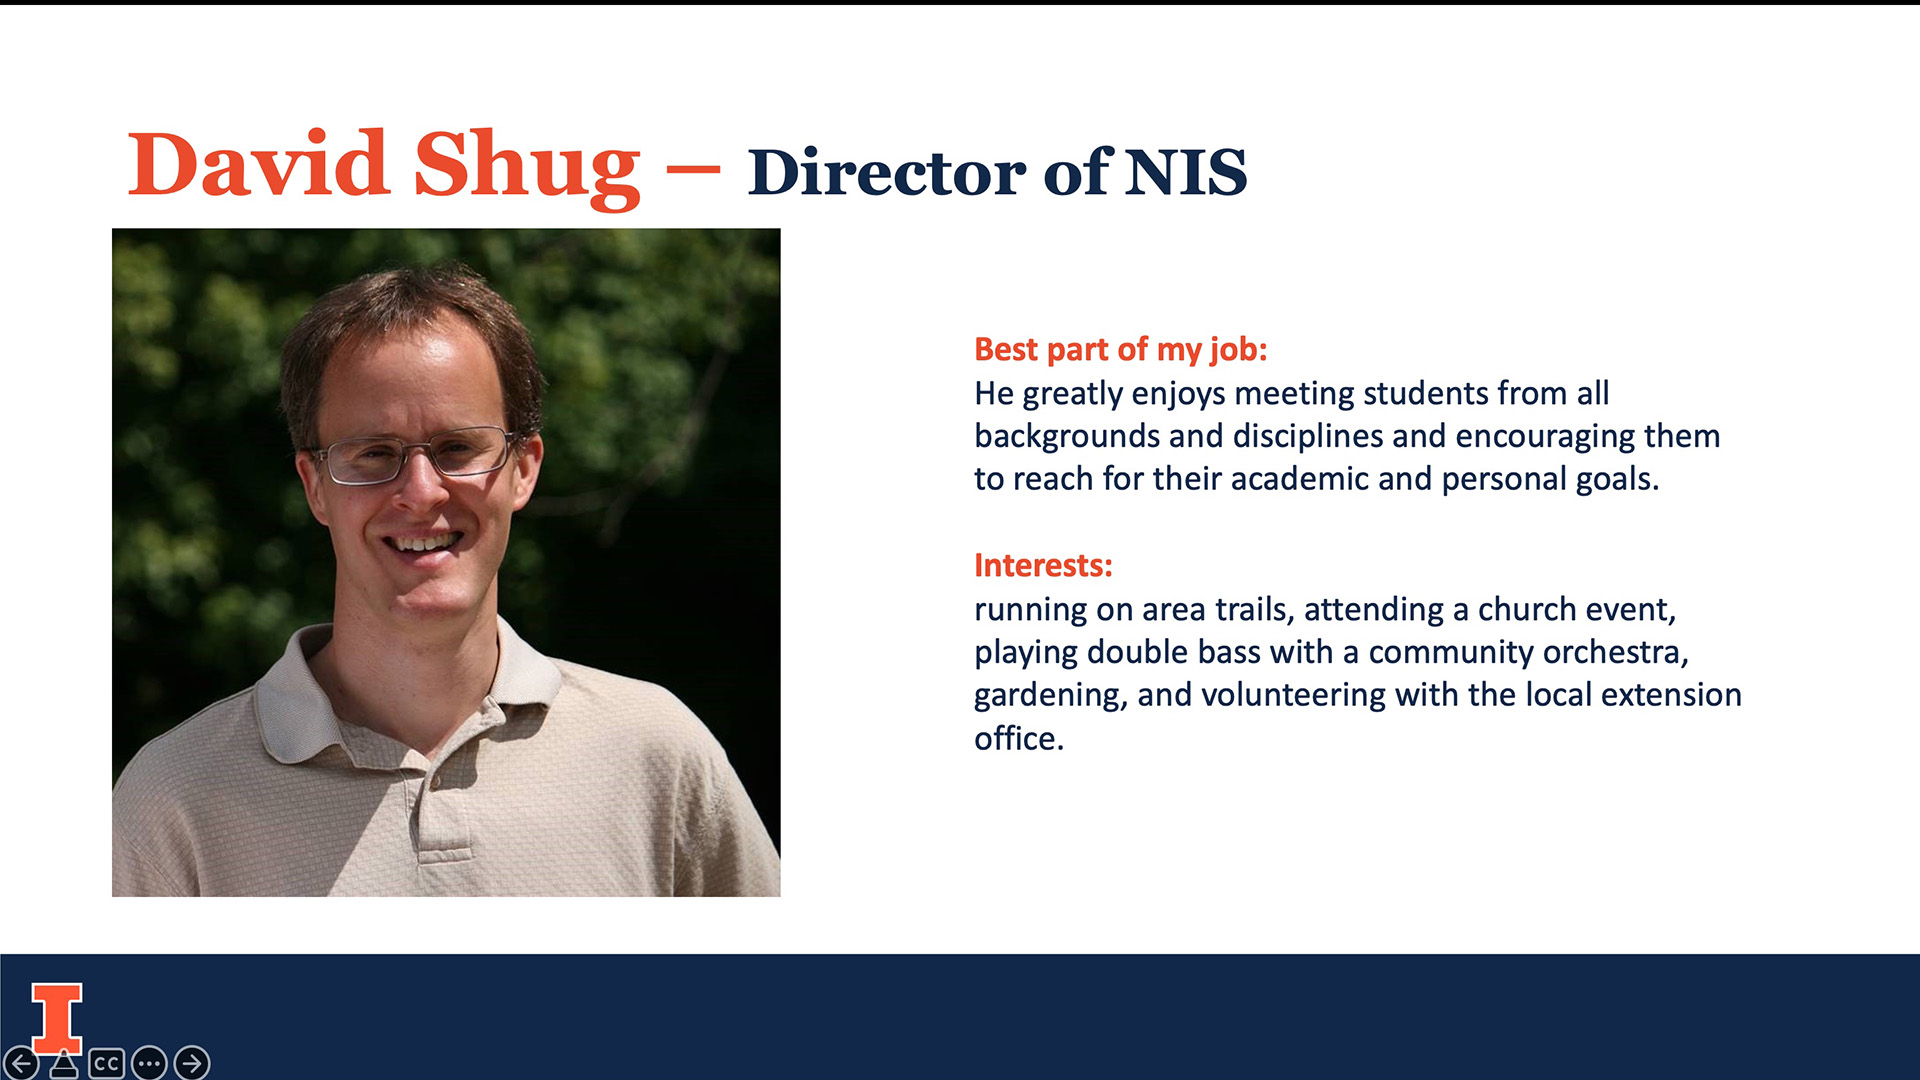 David Shug – Director of NIS
Best part of my job:
He greatly enjoys meeting students from all
backgrounds and disciplines and encouraging them
to reach for their academic and personal goals.
Interests:
running on area trails, attending a church event,
playing double bass with a community orchestra,
gardening, and volunteering with the local extension
office.
I
CC